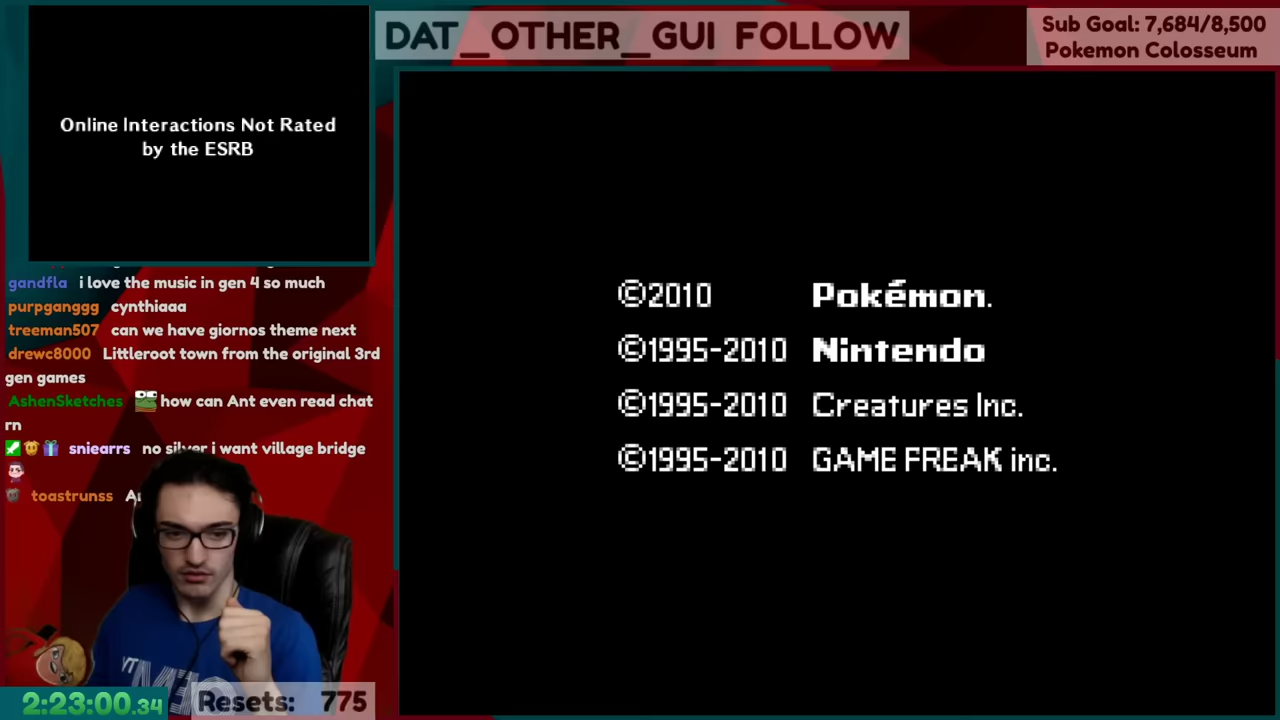 DAT_OTHER_GUI FOLLOW
Sub Goal: 7,684/8,500
Pokemon Colosseum
Online Interactions Not Rated
by the ESRB
©2010 Pokémon.
©1995-2010 Nintendo
©1995-2010 Creatures Inc.
©1995-2010 GAME FREAK inc.
gandfla i love the music in gen 4 so much
purpganggg cynthiaaa
treeman507 can we have giornos theme next
drewc8000 Littleroot town from the original 3rd
gen games
AshenSketches how can Ant even read chat
rn
sniearrs no silver i want village bridge
toastrunss
2:23:00.34
Resets: 775